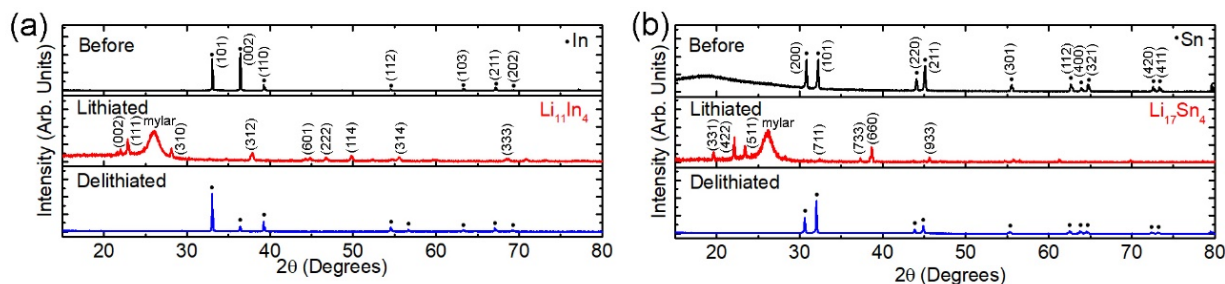 (a)
Intensity (Arb. Units)
Before
•In
(101)
(002)
(110)
(112)
(103)
(211)
(202)
Lithiated
Li₁₁In₄
(002)
(111)
mylar
(310)
(312)
(601)
(222)
(114)
(314)
(333)
Delithiated
20 30 40 50 60 70 80
2θ (Degrees)
(b)
Intensity (Arb. Units)
Before
•Sn
(200)
(101)
(220)
(211)
(301)
(112)
(400)
(321)
(420)
(411)
Lithiated
Li₁₇Sn₄
(331)
(422)
(511)
mylar
(711)
(733)
(660)
(933)
Delithiated
20 30 40 50 60 70 80
2θ (Degrees)